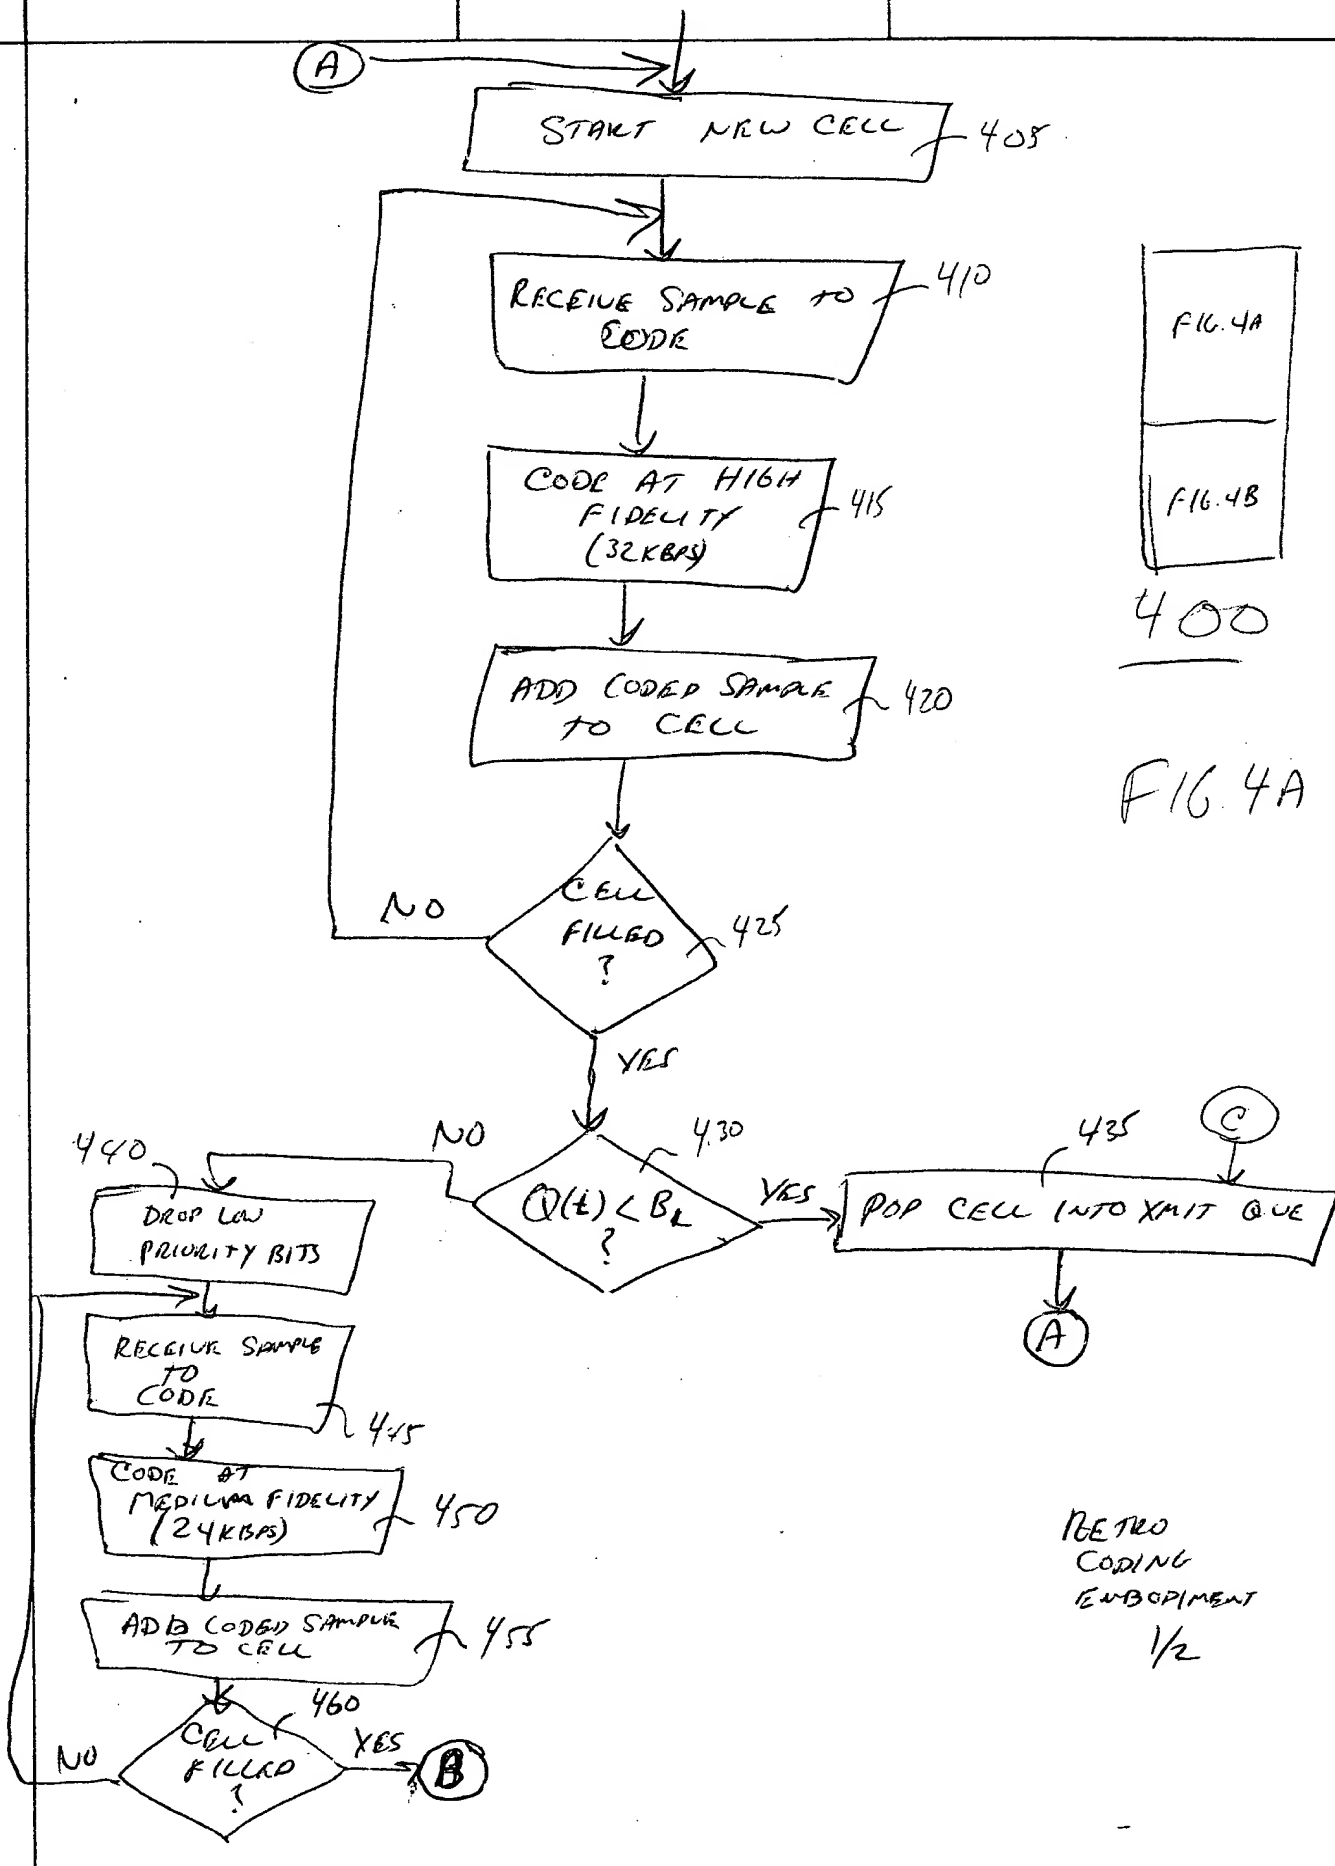 A
START NEW CELL
405
RECEIVE SAMPLE TO
CODE
410
CODE AT HIGH
FIDELITY
(32KBPS)
415
ADD CODED SAMPLE
TO CELL
420
CELL
FILLED
?
425
NO
YES
Q(t) < BL
?
430
NO
YES
C
435
POP CELL INTO XMIT QUE
A
440
DROP LOW
PRIORITY BITS
RECEIVE SAMPLE
TO
CODE
445
CODE AT
MEDIUM FIDELITY
(24KBPS)
450
ADD CODED SAMPLE
TO CELL
455
CELL
FILLED
?
460
NO
YES
B
FIG. 4A
FIG. 4B
400
FIG. 4A
RETRO
CODING
EMBODIMENT
1/2